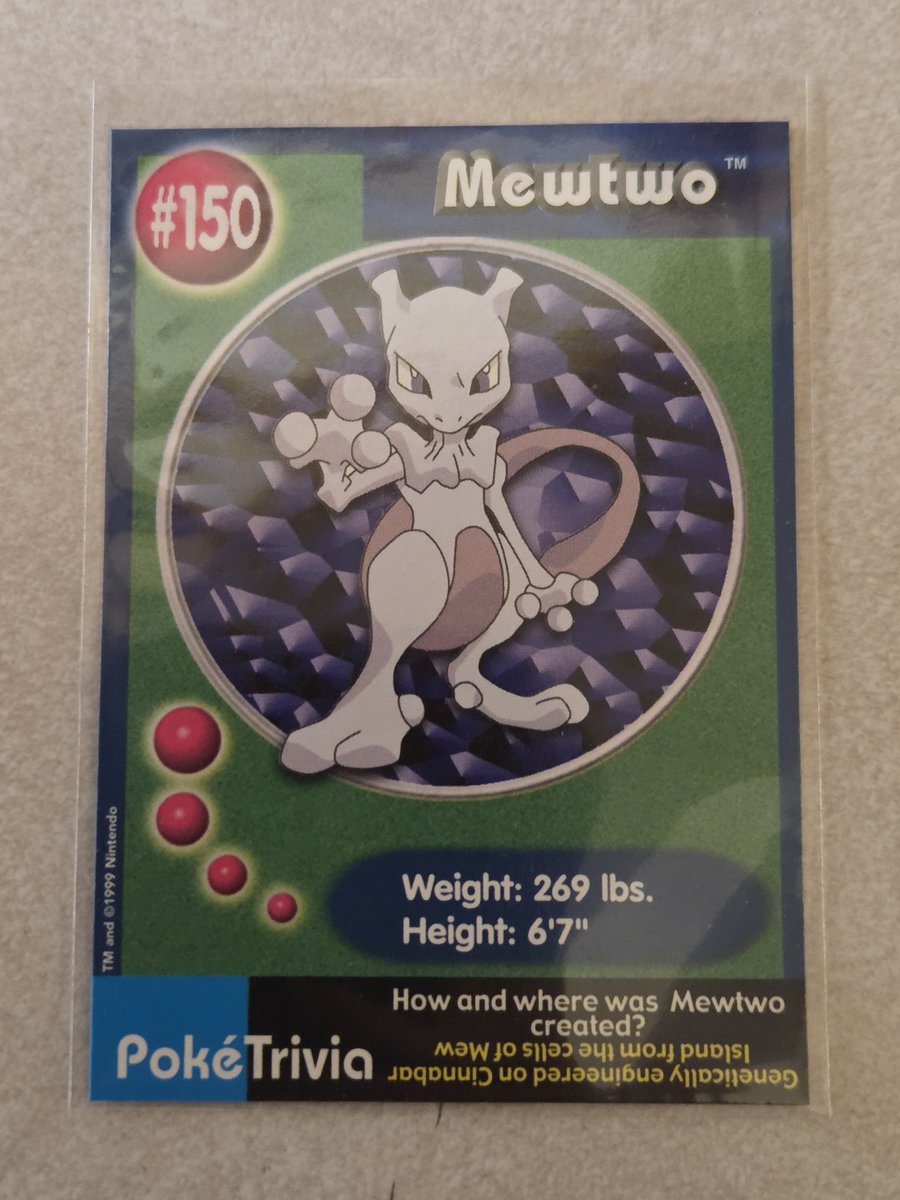 #150
Mewtwo™
TM and ©1999 Nintendo
Weight: 269 lbs.
Height: 6'7"
PokéTrivia
How and where was Mewtwo
created?
Genetically engineered on Cinnabar
Island from the cells of Mew